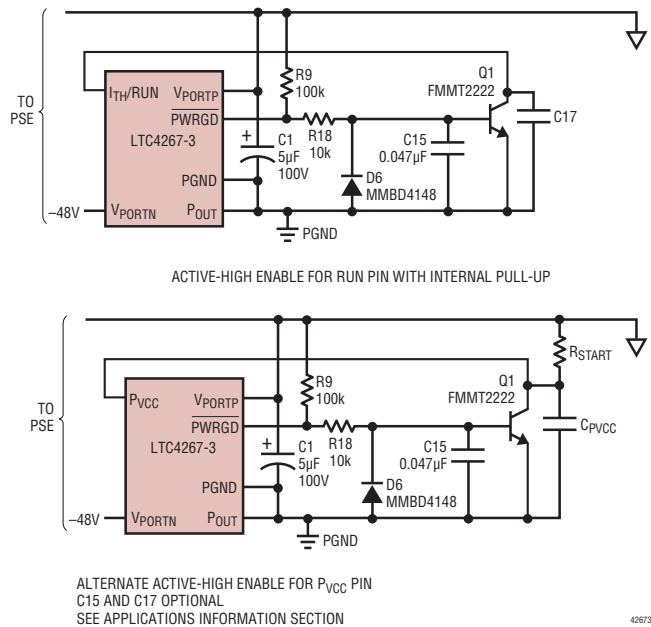 TO
PSE
I_TH/RUN
V_PORTP
P̅W̅R̅G̅D̅
LTC4267-3
PGND
V_PORTN
P_OUT
–48V
R9
100k
R18
10k
+
C1
5µF
100V
D6
MMBD4148
C15
0.047µF
Q1
FMMT2222
C17
PGND
ACTIVE-HIGH ENABLE FOR RUN PIN WITH INTERNAL PULL-UP
TO
PSE
P_VCC
V_PORTP
P̅W̅R̅G̅D̅
LTC4267-3
PGND
V_PORTN
P_OUT
–48V
R9
100k
R18
10k
+
C1
5µF
100V
D6
MMBD4148
C15
0.047µF
Q1
FMMT2222
R_START
C_PVCC
PGND
ALTERNATE ACTIVE-HIGH ENABLE FOR P_VCC PIN
C15 AND C17 OPTIONAL
SEE APPLICATIONS INFORMATION SECTION
42673